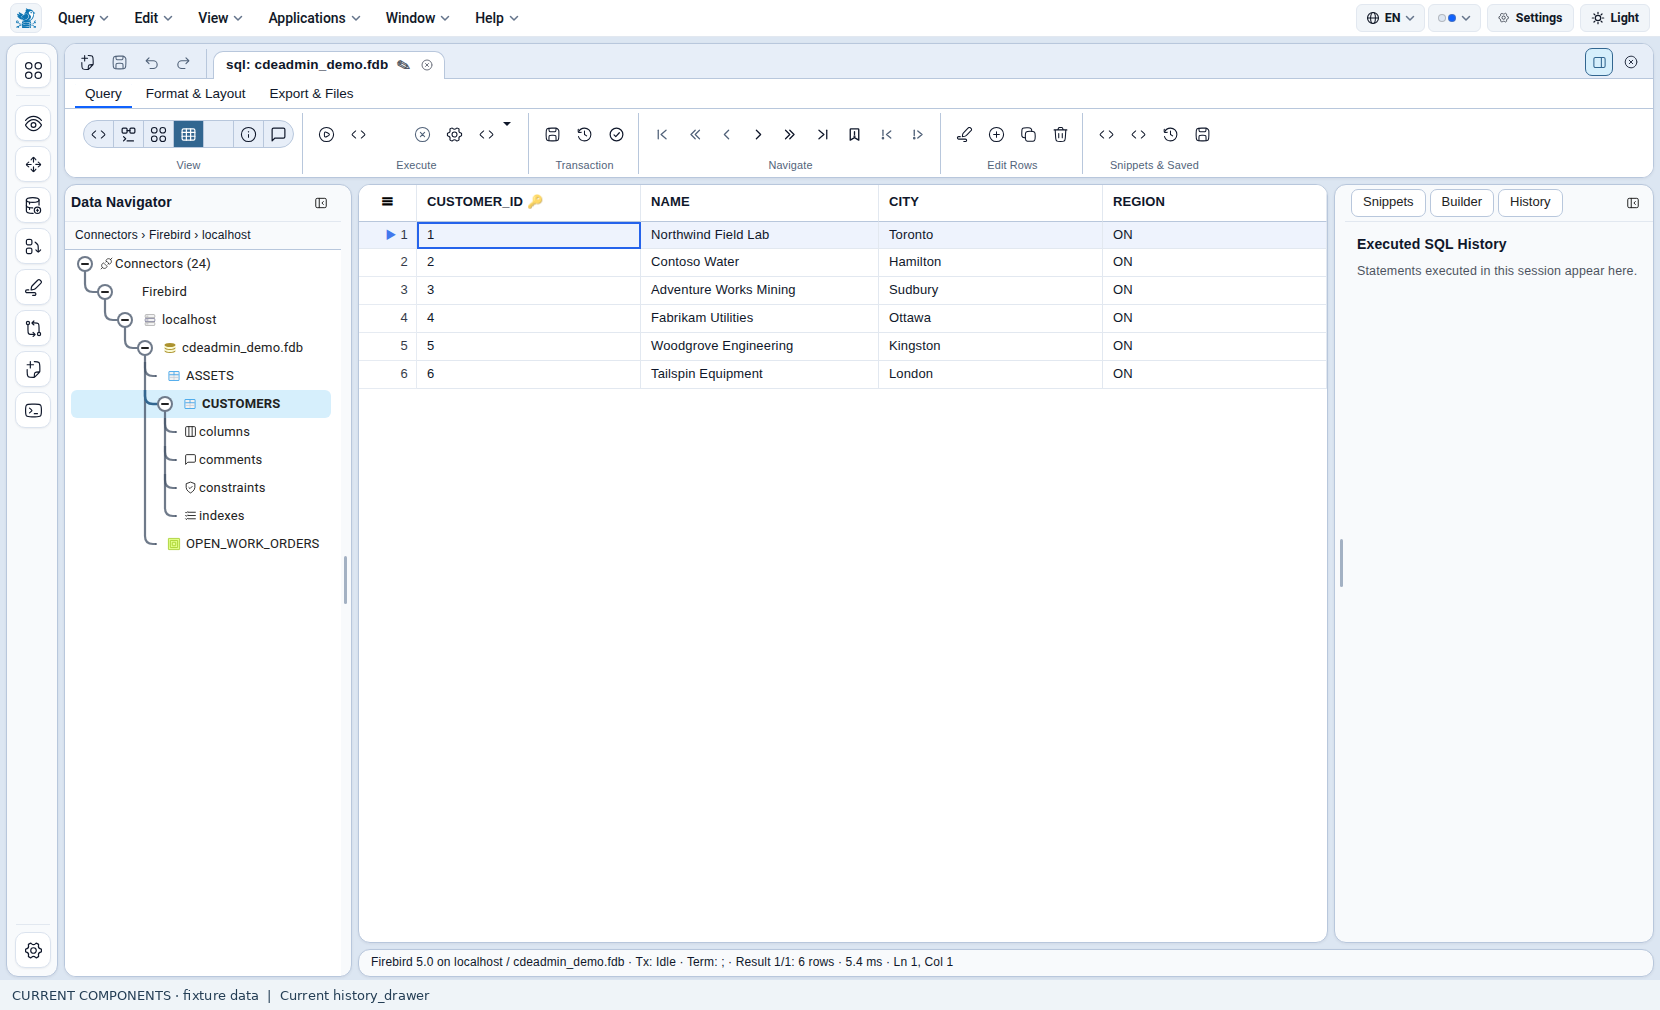 Query Edit View Applications Window Help EN Settings Light
sql: cdeadmin_demo.fdb
Query Format & Layout Export & Files
View Execute Transaction Navigate Edit Rows Snippets & Saved
Data Navigator
Connectors › Firebird › localhost
Connectors (24)
Firebird
localhost
cdeadmin_demo.fdb
ASSETS
CUSTOMERS
columns
comments
constraints
indexes
OPEN_WORK_ORDERS
CUSTOMER_ID NAME CITY REGION
1 1 Northwind Field Lab Toronto ON
2 2 Contoso Water Hamilton ON
3 3 Adventure Works Mining Sudbury ON
4 4 Fabrikam Utilities Ottawa ON
5 5 Woodgrove Engineering Kingston ON
6 6 Tailspin Equipment London ON
Snippets Builder History
Executed SQL History
Statements executed in this session appear here.
Firebird 5.0 on localhost / cdeadmin_demo.fdb · Tx: Idle · Term: ; · Result 1/1: 6 rows · 5.4 ms · Ln 1, Col 1
CURRENT COMPONENTS · fixture data | Current history_drawer